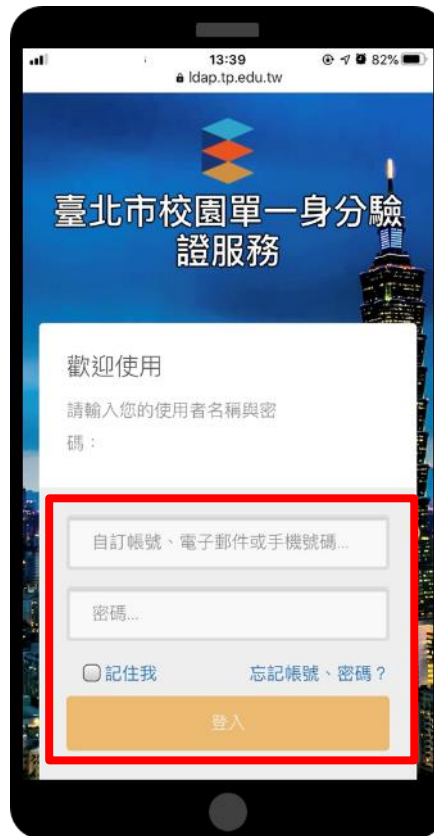 13:39
82%
ldap.tp.edu.tw
臺北市校園單一身分驗
證服務
歡迎使用
請輸入您的使用者名稱與密
碼：
自訂帳號、電子郵件或手機號碼...
密碼...
記住我 忘記帳號、密碼？
登入